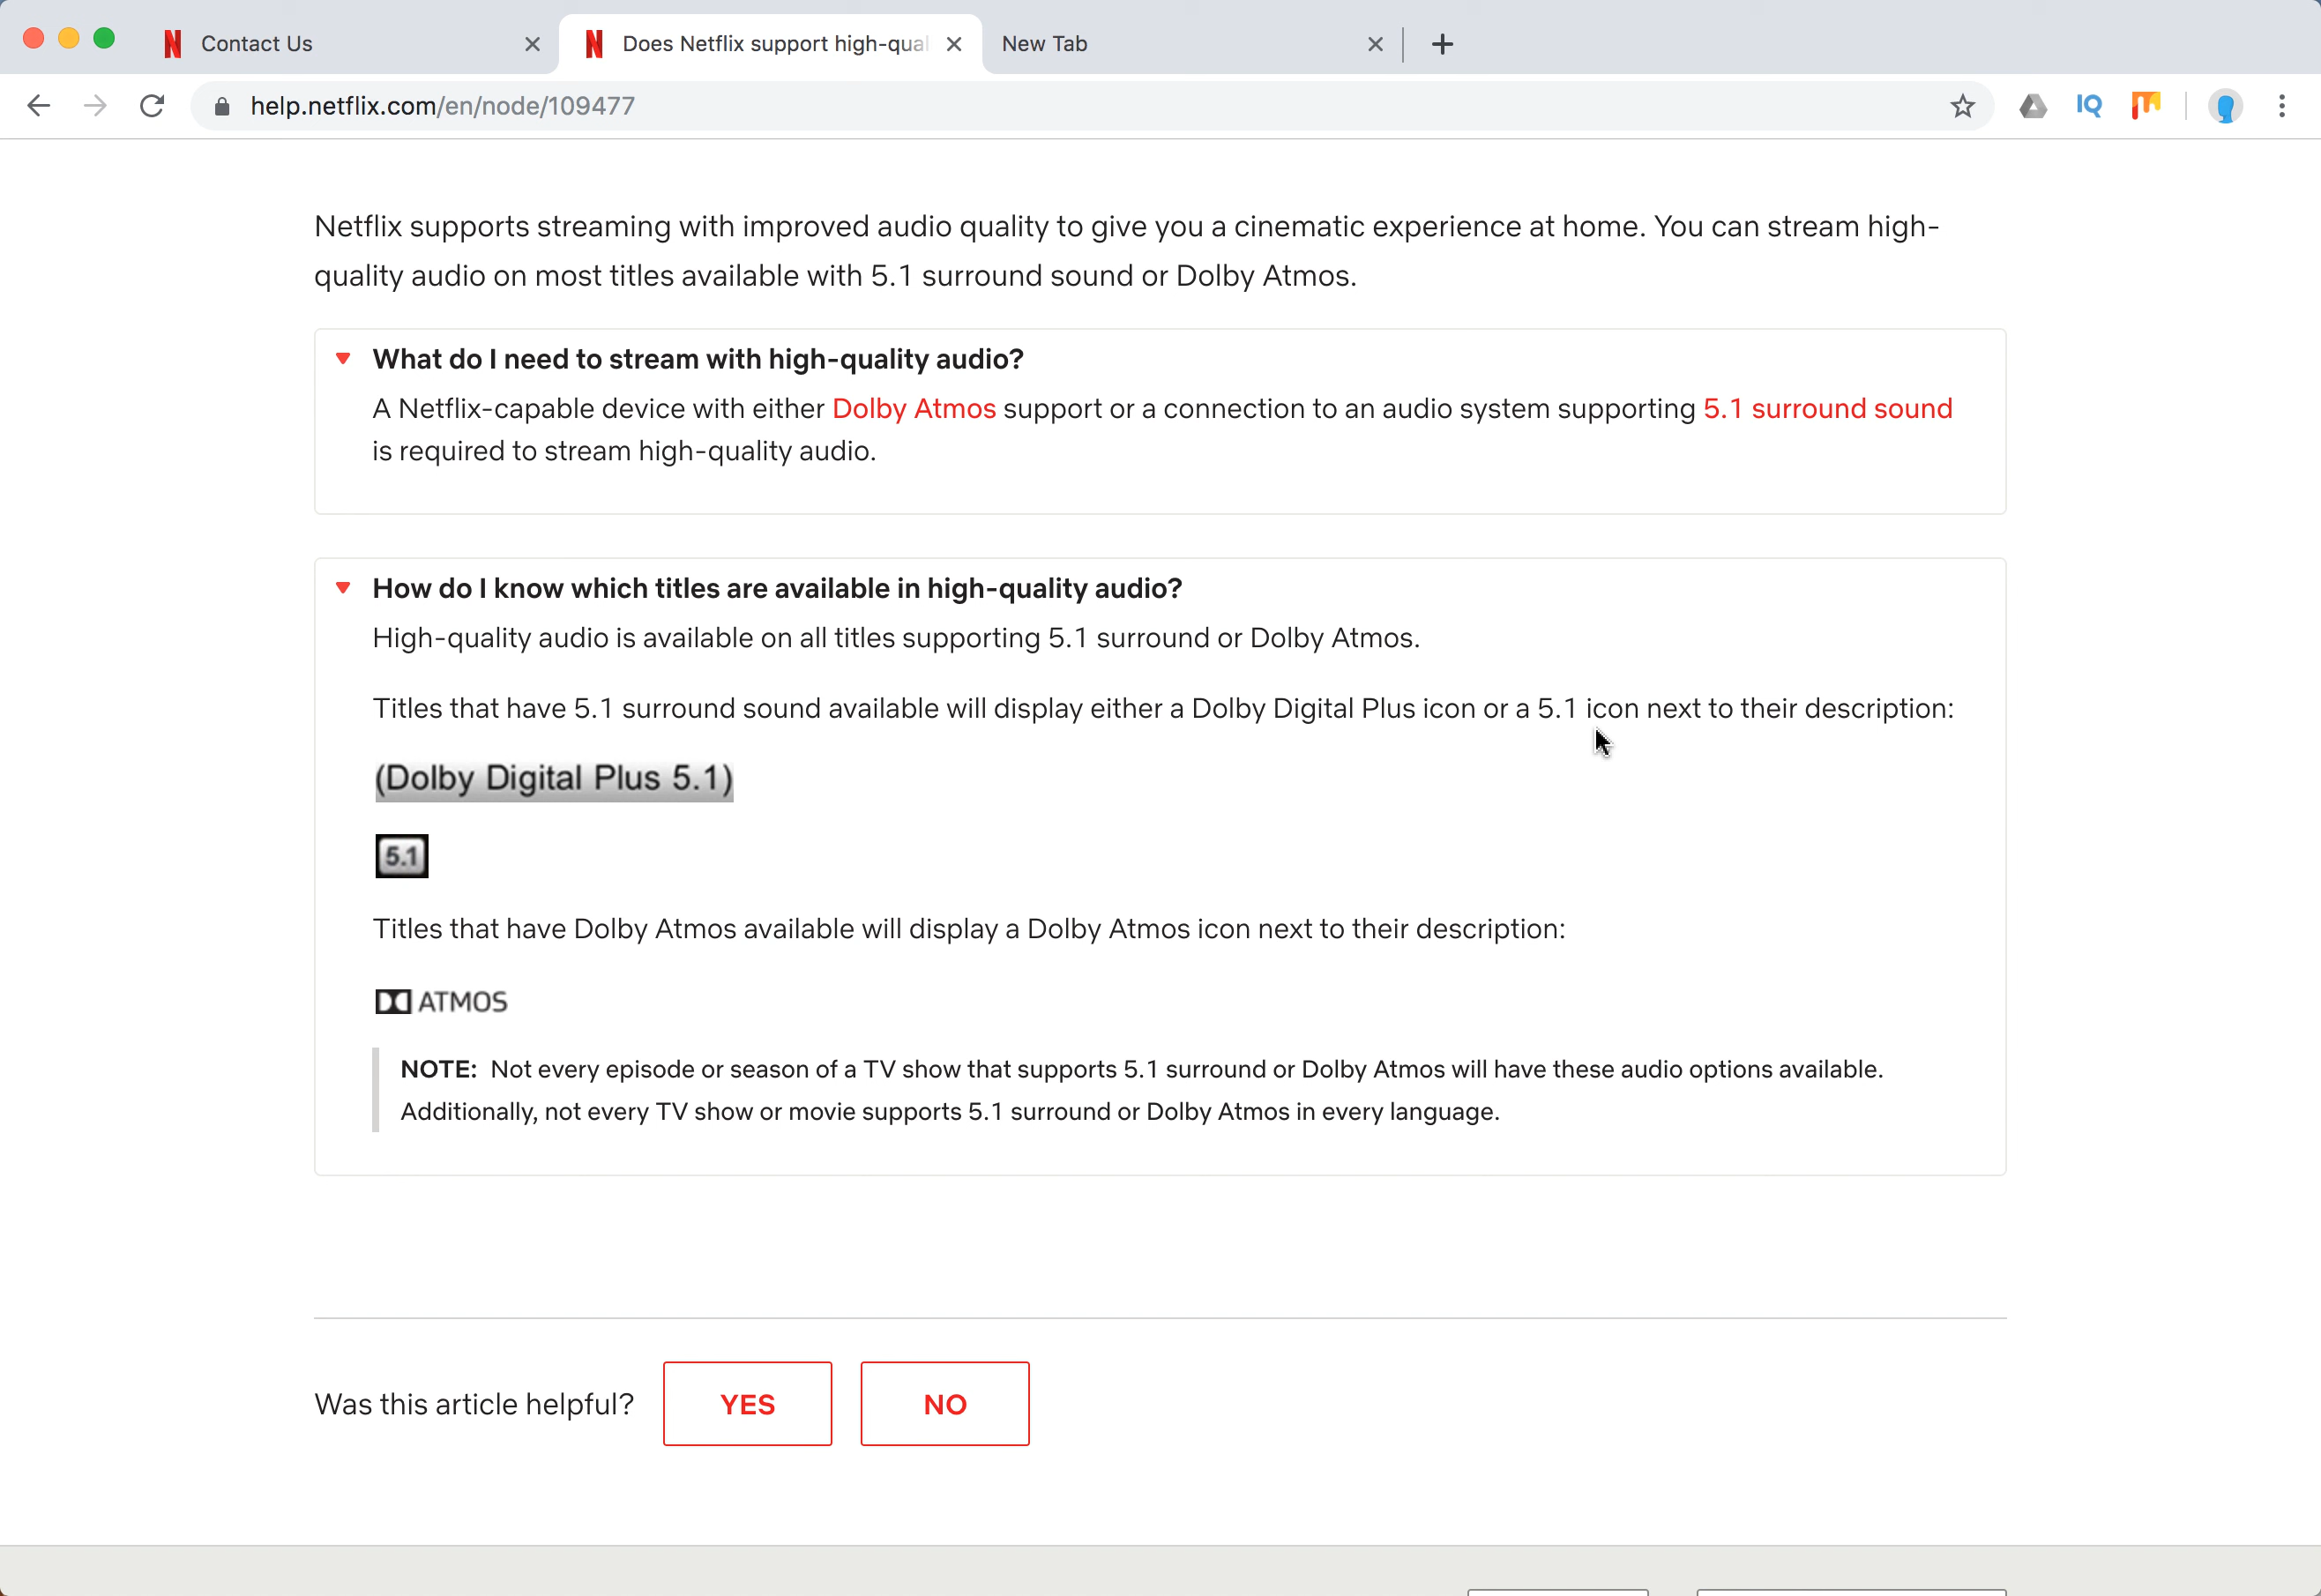 Contact Us
Does Netflix support high-qual
New Tab
help.netflix.com/en/node/109477
IQ
Netflix supports streaming with improved audio quality to give you a cinematic experience at home. You can stream high-
quality audio on most titles available with 5.1 surround sound or Dolby Atmos.
What do I need to stream with high-quality audio?
A Netflix-capable device with either Dolby Atmos support or a connection to an audio system supporting 5.1 surround sound
is required to stream high-quality audio.
How do I know which titles are available in high-quality audio?
High-quality audio is available on all titles supporting 5.1 surround or Dolby Atmos.
Titles that have 5.1 surround sound available will display either a Dolby Digital Plus icon or a 5.1 icon next to their description:
(Dolby Digital Plus 5.1)
5.1
Titles that have Dolby Atmos available will display a Dolby Atmos icon next to their description:
ATMOS
NOTE: Not every episode or season of a TV show that supports 5.1 surround or Dolby Atmos will have these audio options available.
Additionally, not every TV show or movie supports 5.1 surround or Dolby Atmos in every language.
Was this article helpful? YES NO